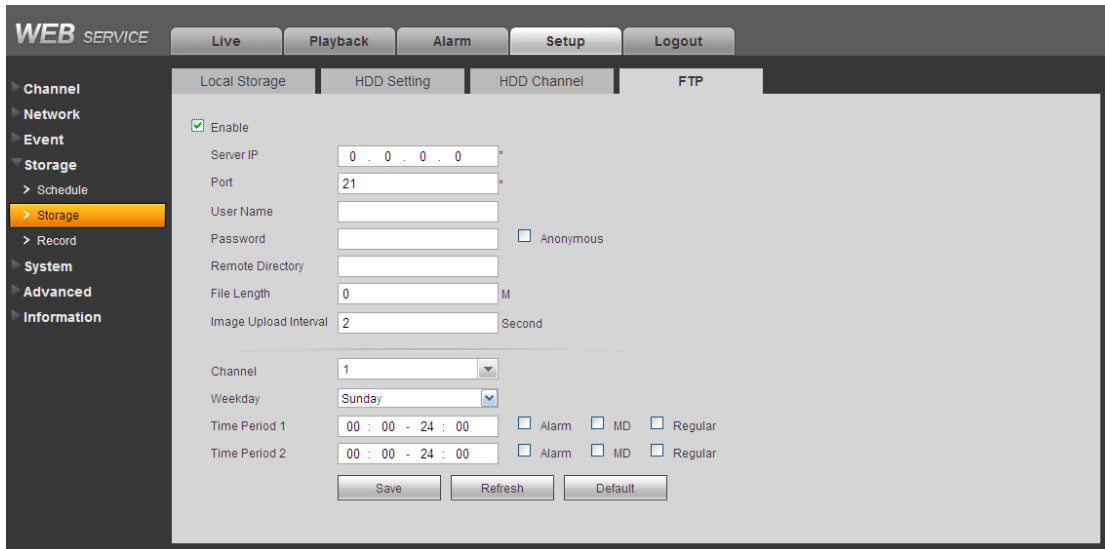 WEB SERVICE
Live Playback Alarm Setup Logout
Local Storage HDD Setting HDD Channel FTP
Channel
Network
Event
Storage
> Schedule
> Storage
> Record
System
Advanced
Information
Enable
Server IP 0 . 0 . 0 . 0 *
Port 21 *
User Name
Password Anonymous
Remote Directory
File Length 0 M
Image Upload Interval 2 Second
Channel 1
Weekday Sunday
Time Period 1 00 : 00 - 24 : 00 Alarm MD Regular
Time Period 2 00 : 00 - 24 : 00 Alarm MD Regular
Save Refresh Default